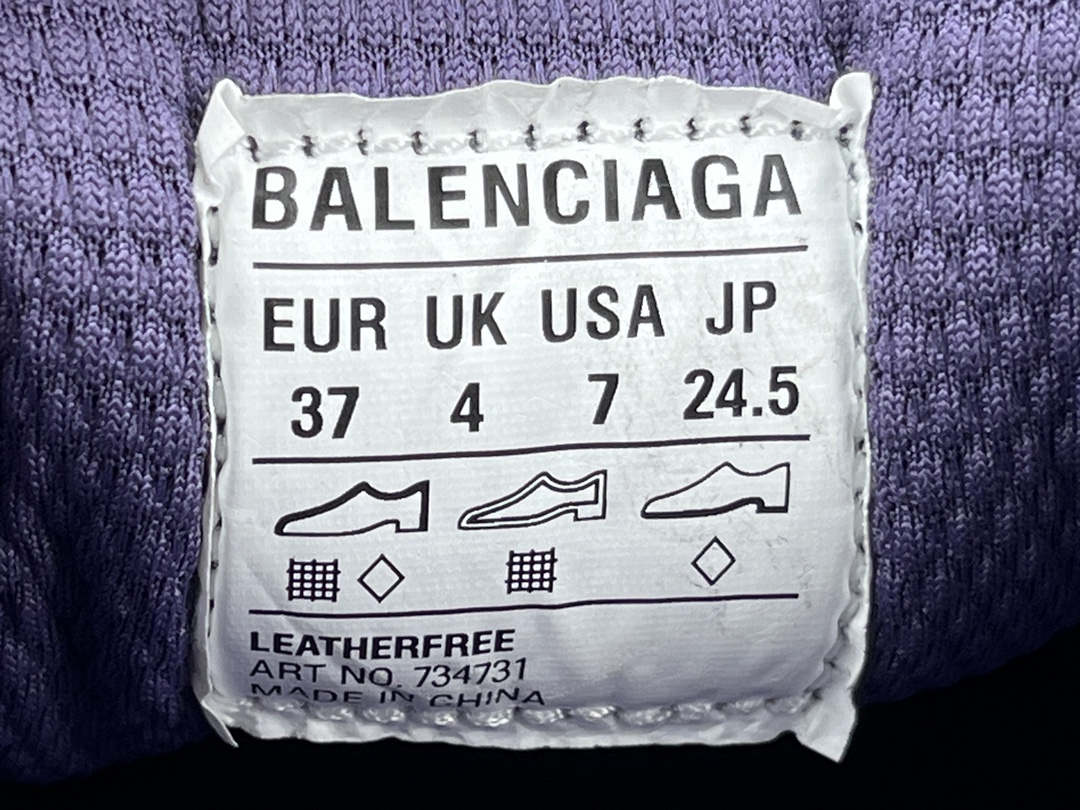 BALENCIAGA
EUR UK USA JP
37 4 7 24.5
LEATHERFREE
ART NO. 734731
MADE IN CHINA